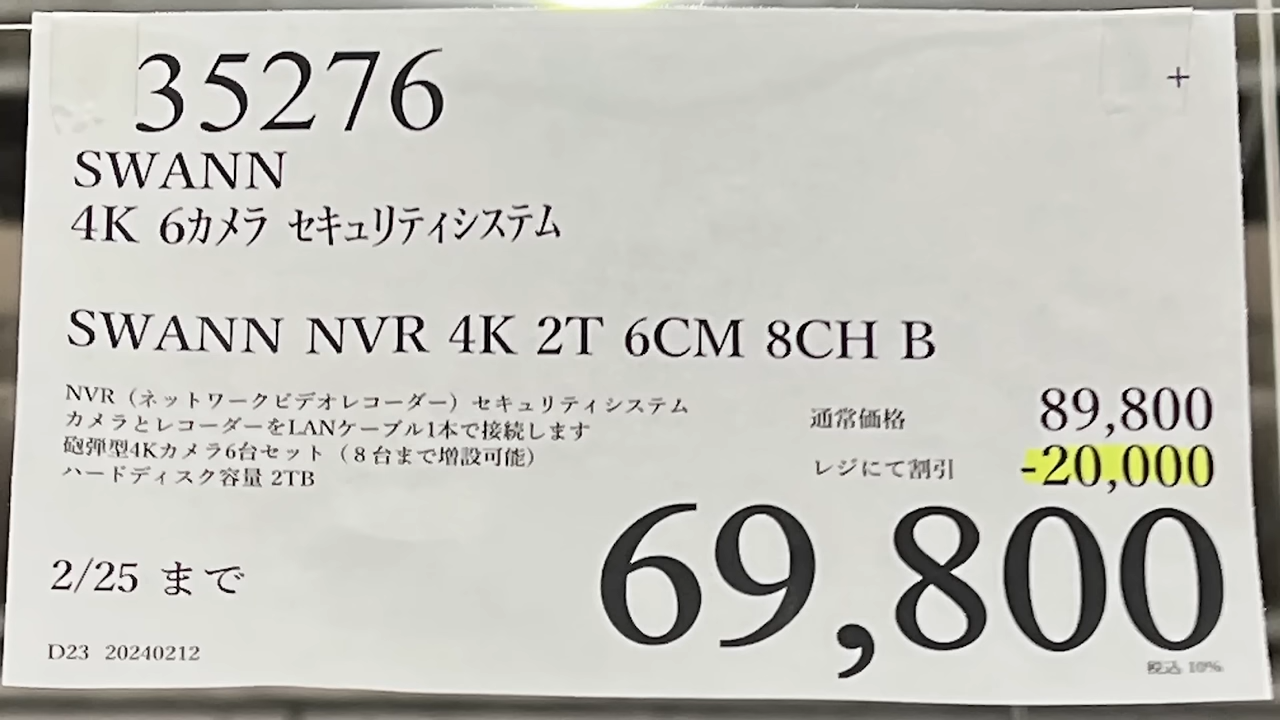 35276
+
SWANN
4K 6カメラ セキュリティシステム
SWANN NVR 4K 2T 6CM 8CH B
NVR（ネットワークビデオレコーダー）セキュリティシステム
カメラとレコーダーをLANケーブル1本で接続します
砲弾型4Kカメラ6台セット（８台まで増設可能）
ハードディスク容量 2TB
通常価格 89,800
レジにて割引 -20,000
69,800
税込 10%
2/25 まで
D23 20240212